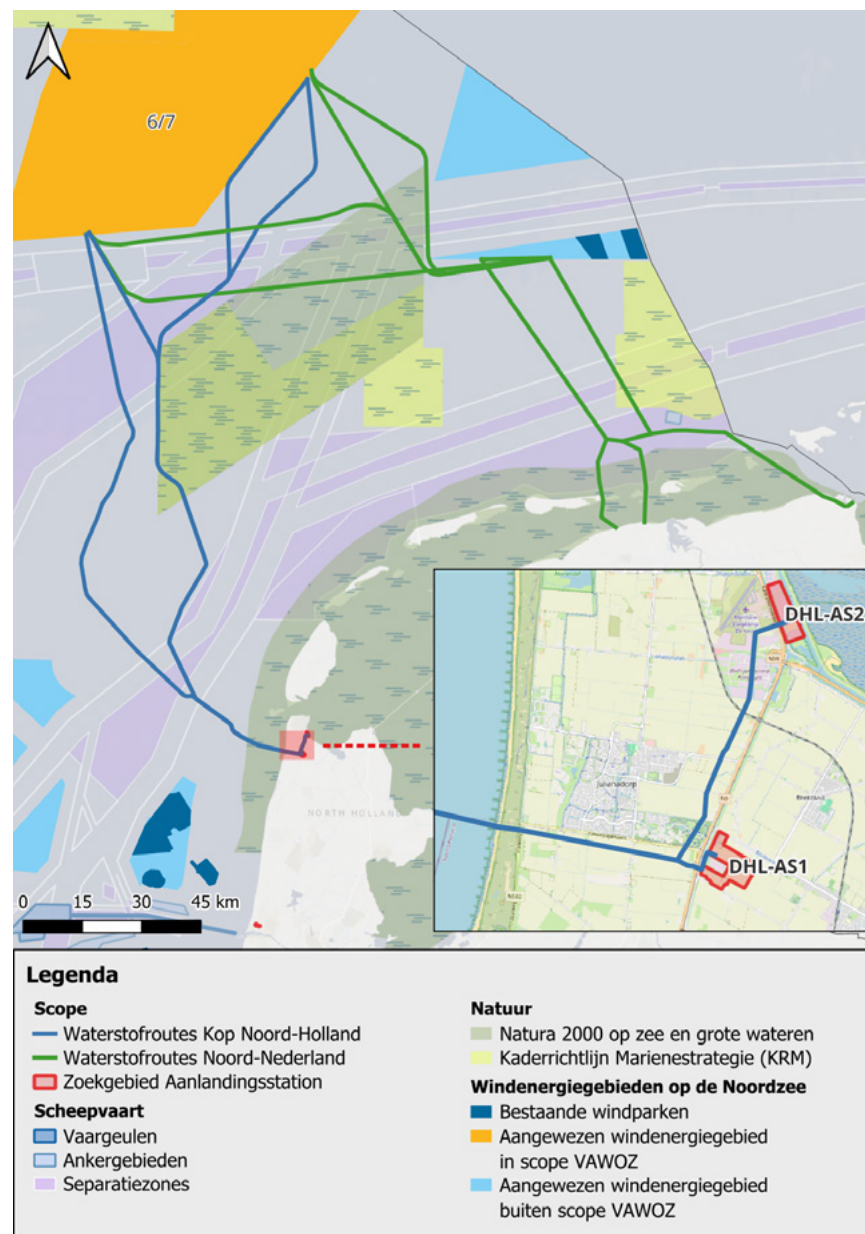 6/7
DHL-AS2
Julianadorp
Breezand
DHL-AS1
NORTH HOLLAND
0 15 30 45 km
Legenda
Scope
Waterstofroutes Kop Noord-Holland
Waterstofroutes Noord-Nederland
Zoekgebied Aanlandingsstation
Scheepvaart
Vaargeulen
Ankergebieden
Separatiezones
Natuur
Natura 2000 op zee en grote wateren
Kaderrichtlijn Marienestrategie (KRM)
Windenergiegebieden op de Noordzee
Bestaande windparken
Aangewezen windenergiegebied
in scope VAWOZ
Aangewezen windenergiegebied
buiten scope VAWOZ